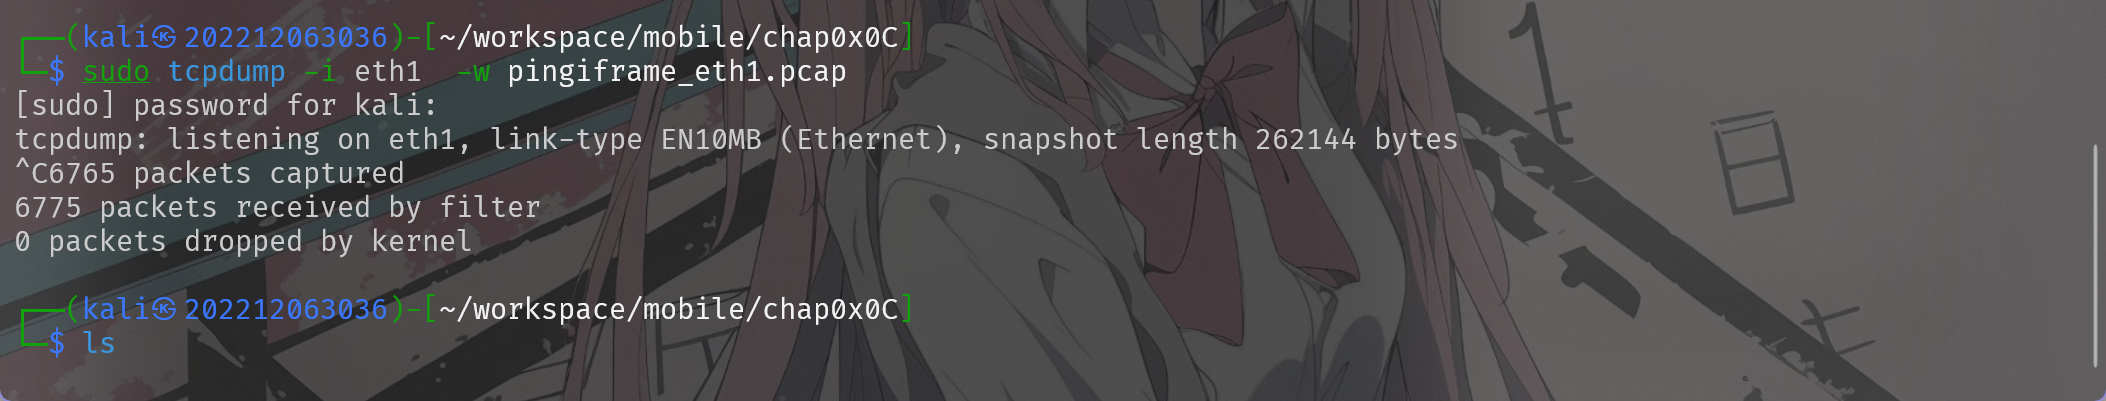 ┌──(kali㉿202212063036)-[~/workspace/mobile/chap0x0C]
└─$ sudo tcpdump -i eth1  -w pingiframe_eth1.pcap
[sudo] password for kali:
tcpdump: listening on eth1, link-type EN10MB (Ethernet), snapshot length 262144 bytes
^C6765 packets captured
6775 packets received by filter
0 packets dropped by kernel
┌──(kali㉿202212063036)-[~/workspace/mobile/chap0x0C]
└─$ ls